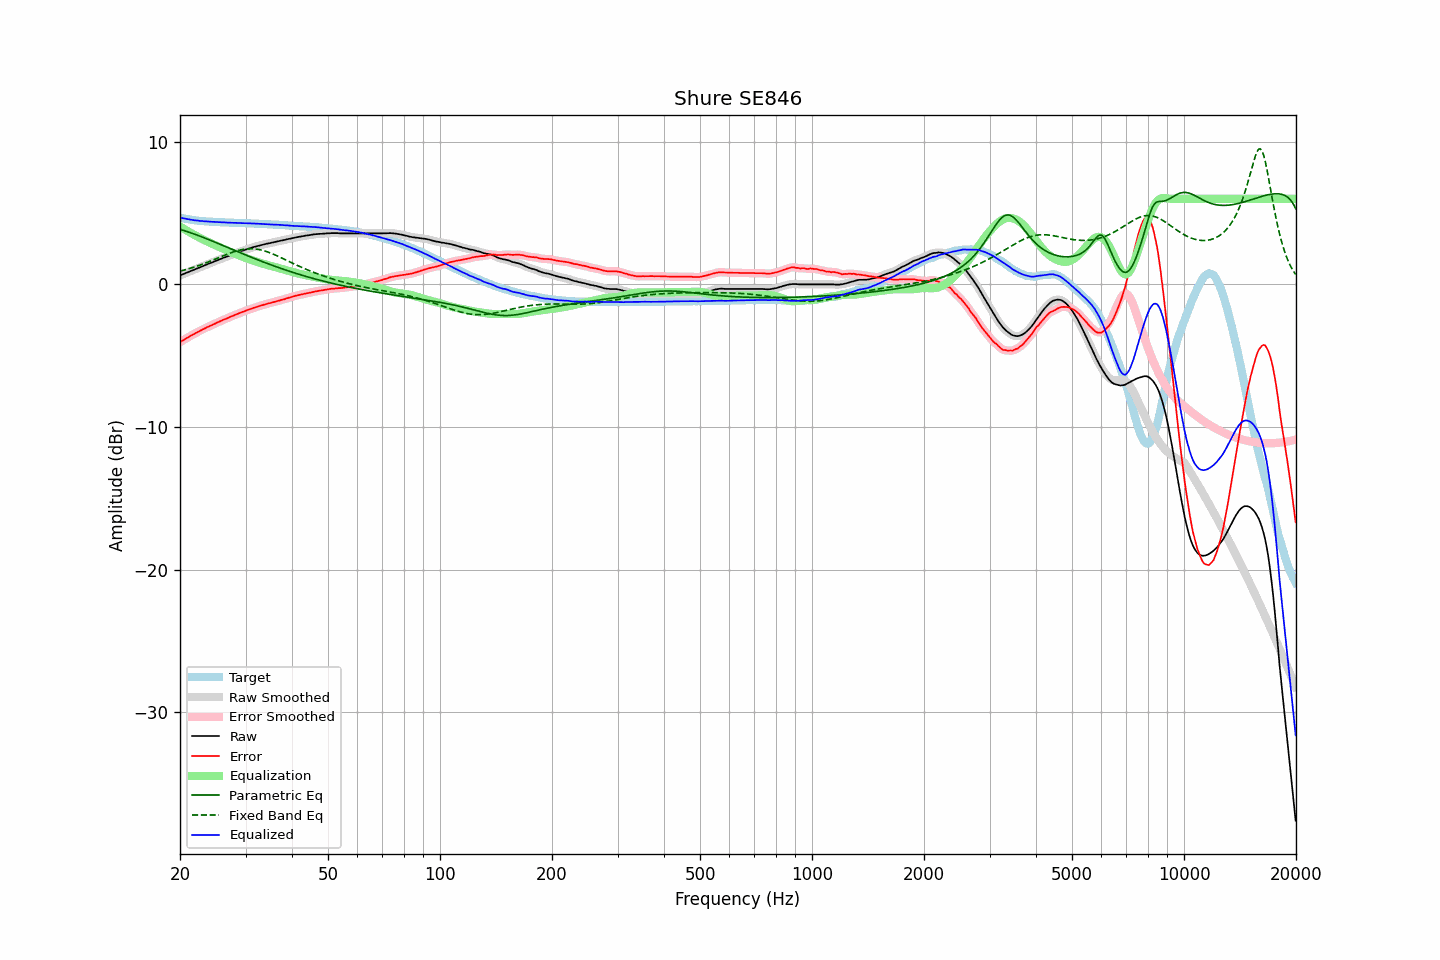 Shure SE846
Amplitude (dBr)
10
0
−10
−20
−30
Target
Raw Smoothed
Error Smoothed
Raw
Error
Equalization
Parametric Eq
Fixed Band Eq
Equalized
20 50 100 200 500 1000 2000 5000 10000 20000
Frequency (Hz)